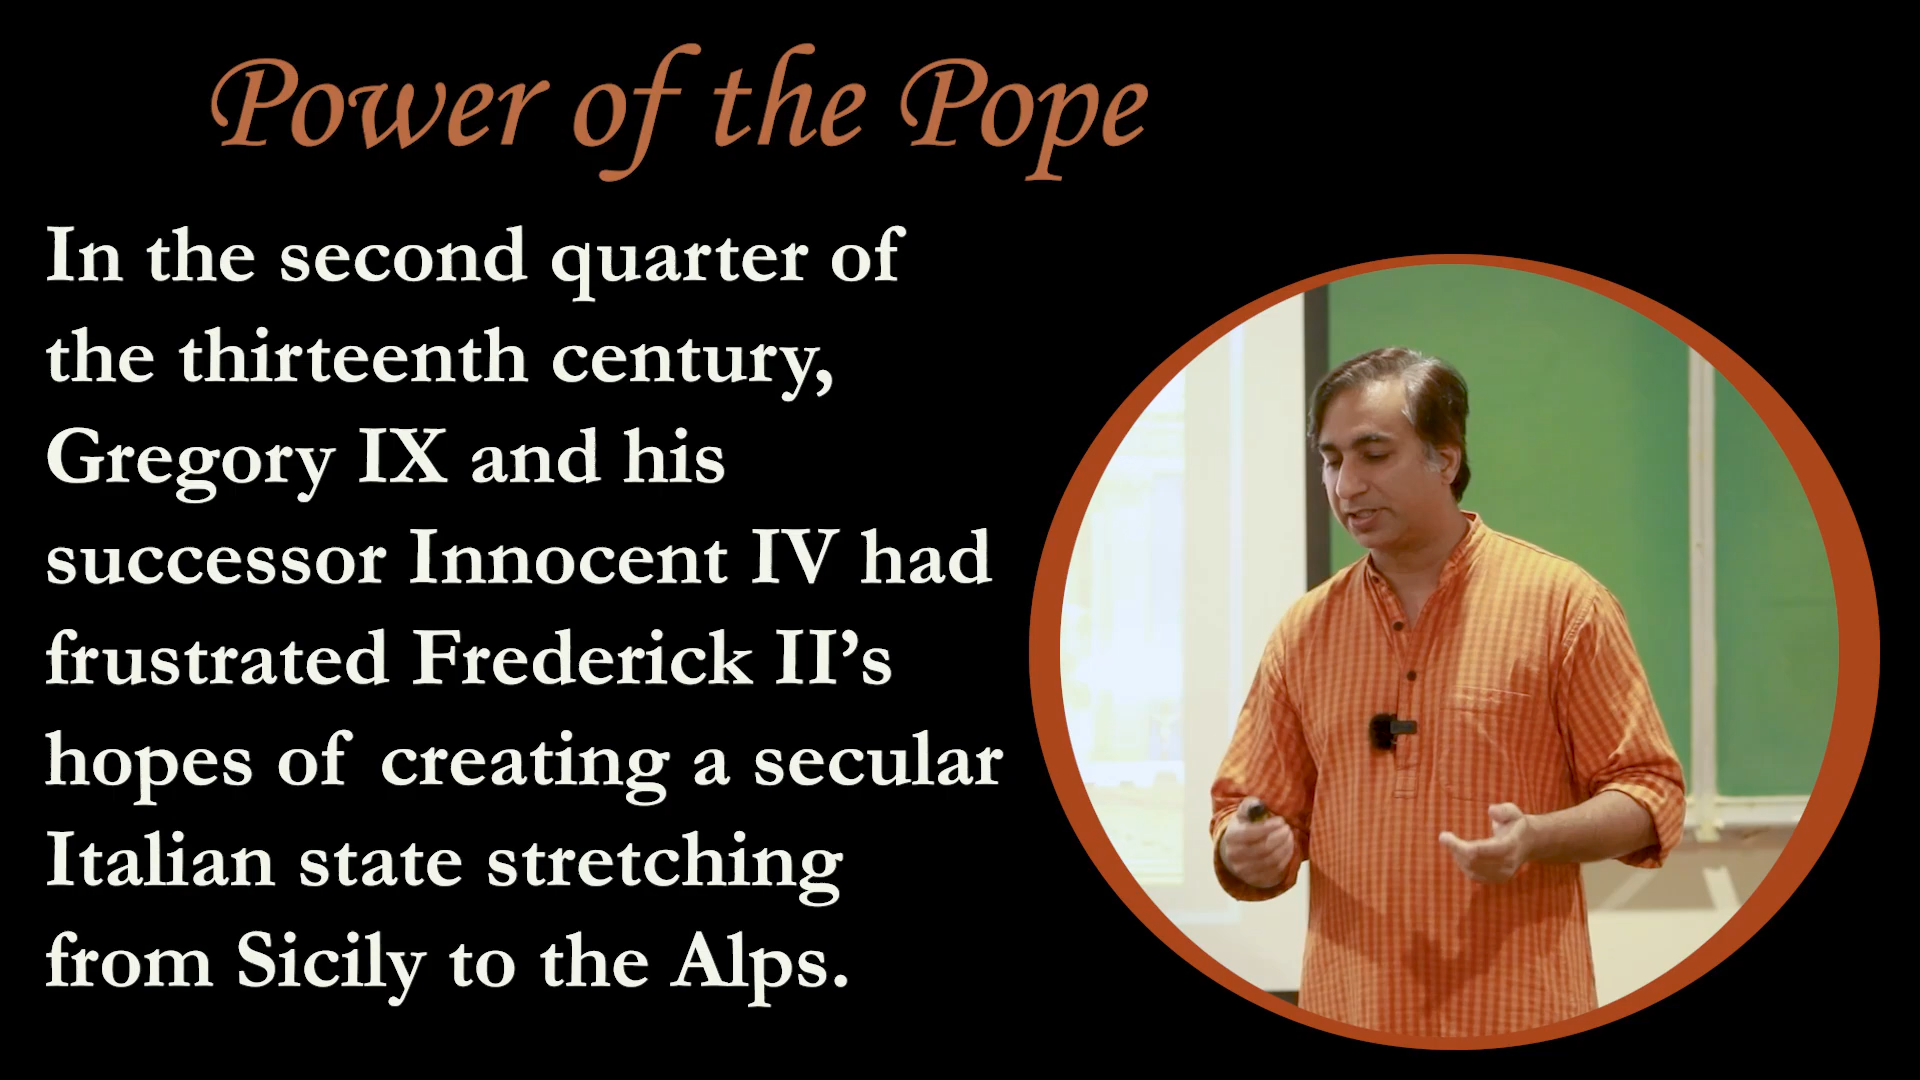 Power of the Pope
In the second quarter of
the thirteenth century,
Gregory IX and his
successor Innocent IV had
frustrated Frederick II’s
hopes of creating a secular
Italian state stretching
from Sicily to the Alps.